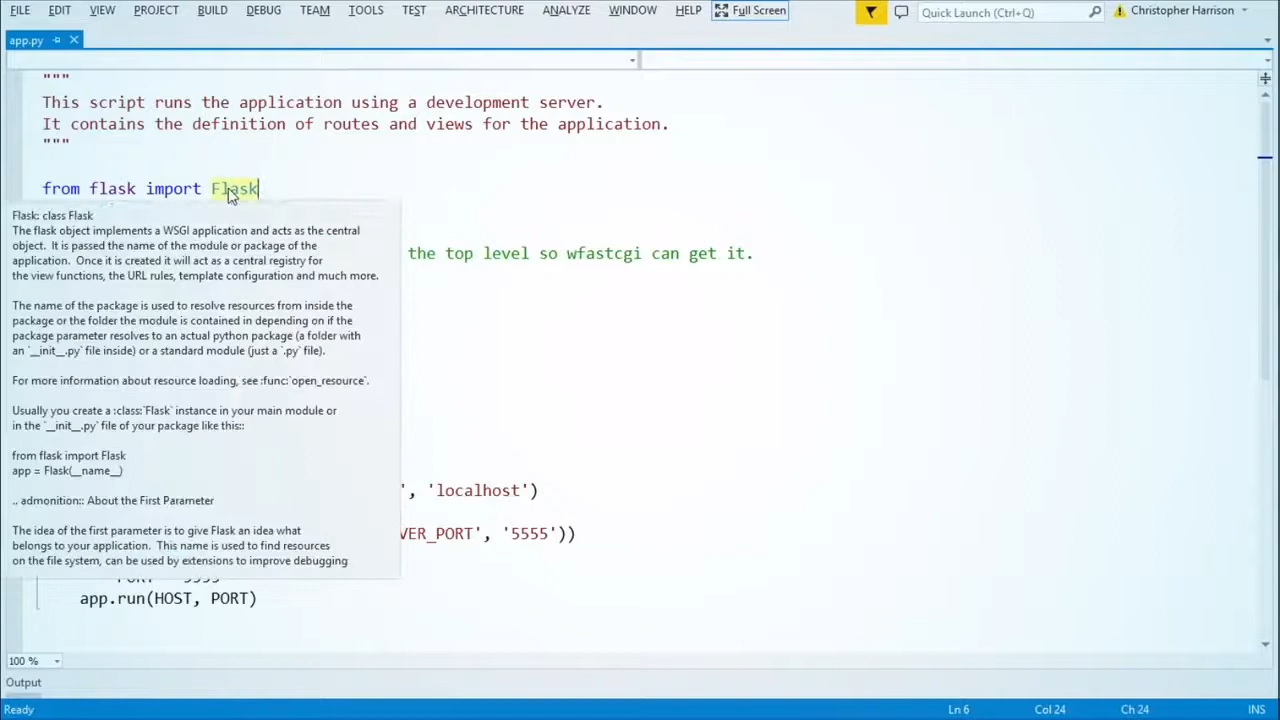 FILE EDIT VIEW PROJECT BUILD DEBUG TEAM TOOLS TEST ARCHITECTURE ANALYZE WINDOW HELP Full Screen Quick Launch (Ctrl+Q) Christopher Harrison
app.py
"""
This script runs the application using a development server.
It contains the definition of routes and views for the application.
"""
from flask import Flask
Flask: class Flask
The flask object implements a WSGI application and acts as the central
object. It is passed the name of the module or package of the
the top level so wfastcgi can get it.
application. Once it is created it will act as a central registry for
the view functions, the URL rules, template configuration and much more.
The name of the package is used to resolve resources from inside the
package or the folder the module is contained in depending on if the
package parameter resolves to an actual python package (a folder with
an `__init__.py` file inside) or a standard module (just a `.py` file).
For more information about resource loading, see :func:`open_resource`.
Usually you create a :class:`Flask` instance in your main module or
in the `__init__.py` file of your package like this::
from flask import Flask
app = Flask(__name__)
', 'localhost')
.. admonition:: About the First Parameter
The idea of the first parameter is to give Flask an idea what
VER_PORT', '5555'))
belongs to your application. This name is used to find resources
on the file system, can be used by extensions to improve debugging
PORT = 5555
app.run(HOST, PORT)
100 %
Output
Ready Ln 6 Col 24 Ch 24 INS